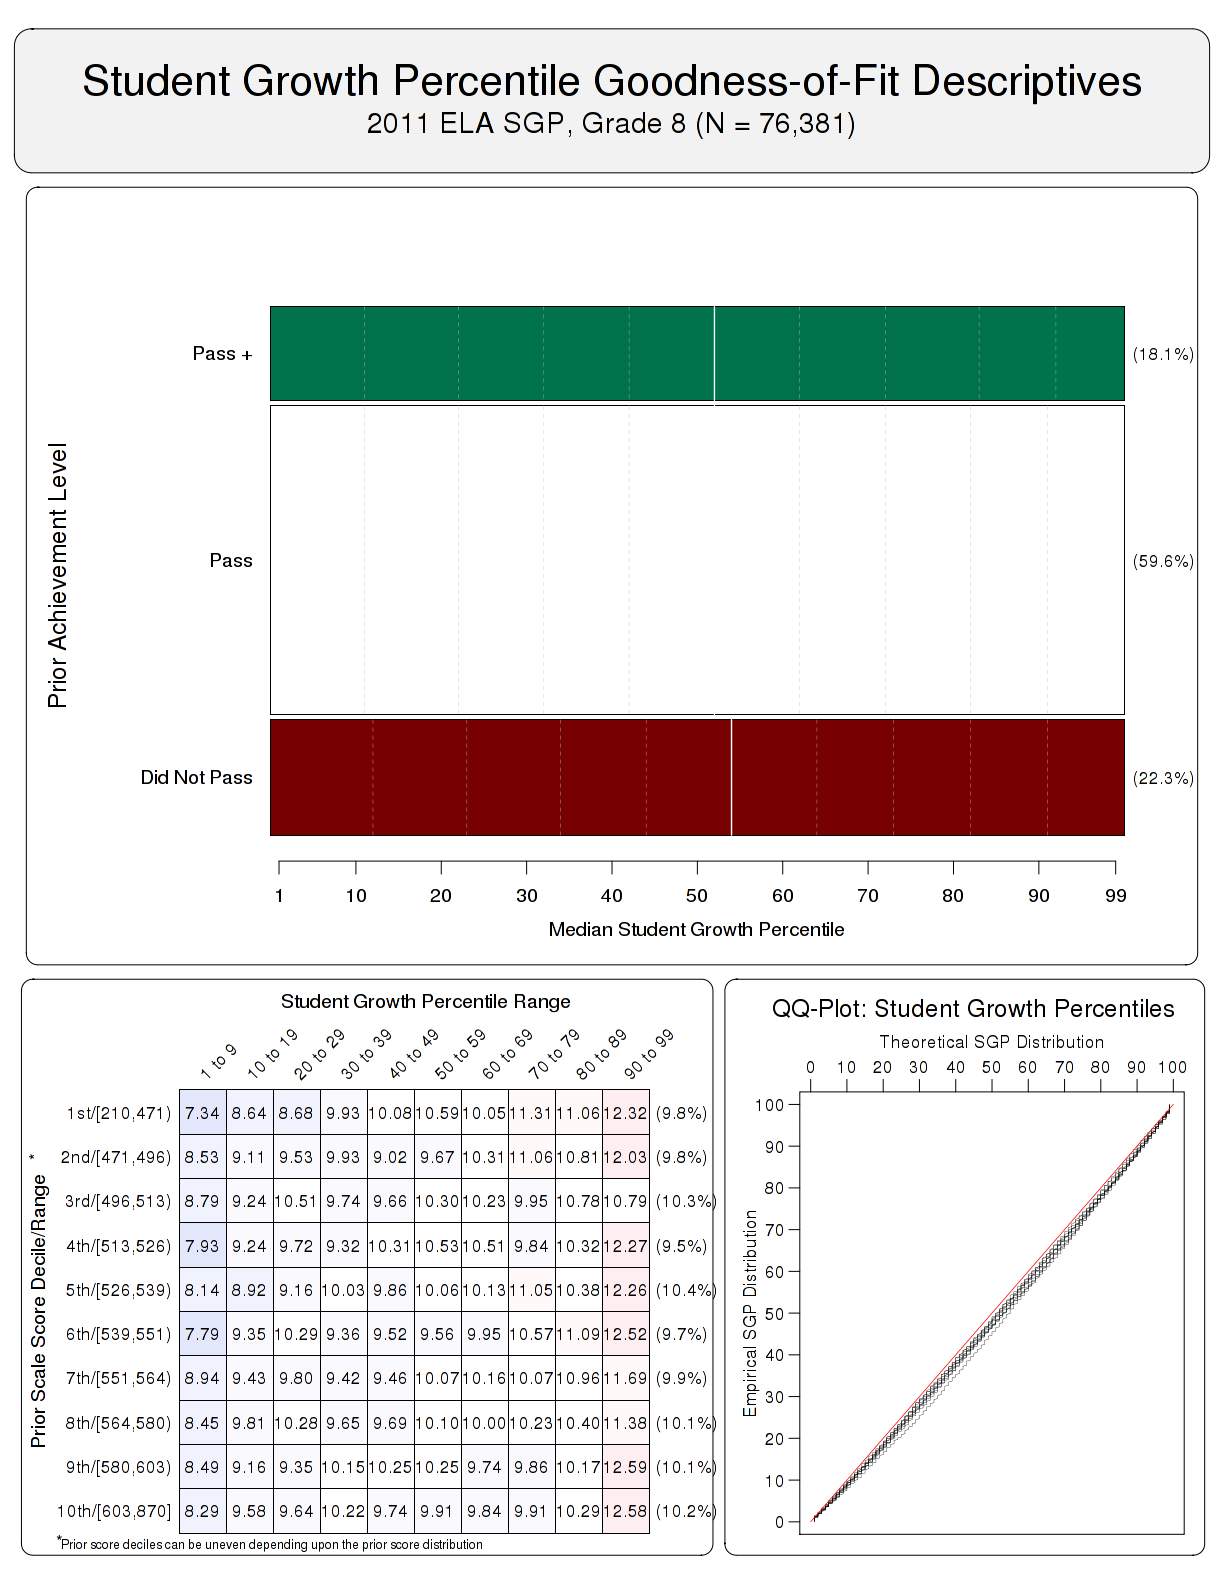 Student Growth Percentile Goodness-of-Fit Descriptives
2011 ELA SGP, Grade 8 (N = 76,381)
Prior Achievement Level
Pass + (18.1%)
Pass (59.6%)
Did Not Pass (22.3%)
1 10 20 30 40 50 60 70 80 90 99
Median Student Growth Percentile
Student Growth Percentile Range
1 to 9 10 to 19 20 to 29 30 to 39 40 to 49 50 to 59 60 to 69 70 to 79 80 to 89 90 to 99
Prior Scale Score Decile/Range *
1st/[210,471) 7.34 8.64 8.68 9.93 10.08 10.59 10.05 11.31 11.06 12.32 (9.8%)
2nd/[471,496) 8.53 9.11 9.53 9.93 9.02 9.67 10.31 11.06 10.81 12.03 (9.8%)
3rd/[496,513) 8.79 9.24 10.51 9.74 9.66 10.30 10.23 9.95 10.78 10.79 (10.3%)
4th/[513,526) 7.93 9.24 9.72 9.32 10.31 10.53 10.51 9.84 10.32 12.27 (9.5%)
5th/[526,539) 8.14 8.92 9.16 10.03 9.86 10.06 10.13 11.05 10.38 12.26 (10.4%)
6th/[539,551) 7.79 9.35 10.29 9.36 9.52 9.56 9.95 10.57 11.09 12.52 (9.7%)
7th/[551,564) 8.94 9.43 9.80 9.42 9.46 10.07 10.16 10.07 10.96 11.69 (9.9%)
8th/[564,580) 8.45 9.81 10.28 9.65 9.69 10.10 10.00 10.23 10.40 11.38 (10.1%)
9th/[580,603) 8.49 9.16 9.35 10.15 10.25 10.25 9.74 9.86 10.17 12.59 (10.1%)
10th/[603,870] 8.29 9.58 9.64 10.22 9.74 9.91 9.84 9.91 10.29 12.58 (10.2%)
*Prior score deciles can be uneven depending upon the prior score distribution
QQ-Plot: Student Growth Percentiles
Theoretical SGP Distribution
0 10 20 30 40 50 60 70 80 90 100
Empirical SGP Distribution
100
90
80
70
60
50
40
30
20
10
0